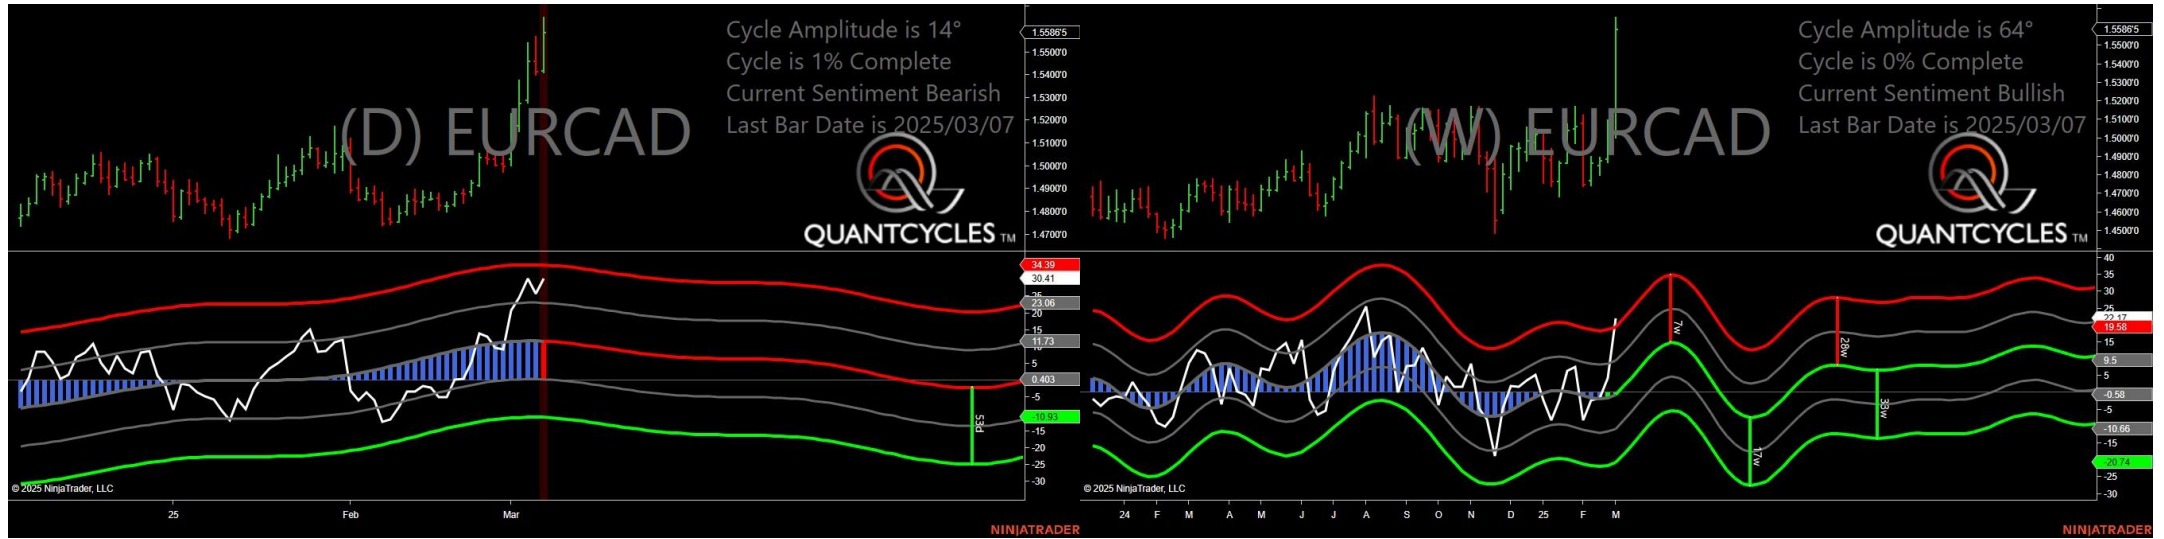 Cycle Amplitude is 14°
Cycle is 1% Complete
Current Sentiment Bearish
Last Bar Date is 2025/03/07
(D) EURCAD
QUANTCYCLES TM
1.5586'5
1.5500'0
1.5400'0
1.5300'0
1.5200'0
1.5100'0
1.5000'0
1.4900'0
1.4800'0
1.4700'0
34.39
30.41
23.06
20
15
11.73
5
0.403
-5
-10.93
-15
-20
-25
-30
53d
© 2025 NinjaTrader, LLC
25
Feb
Mar
NINJATRADER
Cycle Amplitude is 64°
Cycle is 0% Complete
Current Sentiment Bullish
Last Bar Date is 2025/03/07
(W) EURCAD
QUANTCYCLES TM
1.5586'5
1.5500'0
1.5400'0
1.5300'0
1.5200'0
1.5100'0
1.5000'0
1.4900'0
1.4800'0
1.4700'0
1.4600'0
1.4500'0
40
35
30
25
22.17
19.58
9.5
5
-0.58
-5
-10.66
-15
-20.74
-25
-30
7w
17w
28w
33w
© 2025 NinjaTrader, LLC
24
F
M
A
M
J
J
A
S
O
N
D
25
F
M
NINJATRADER